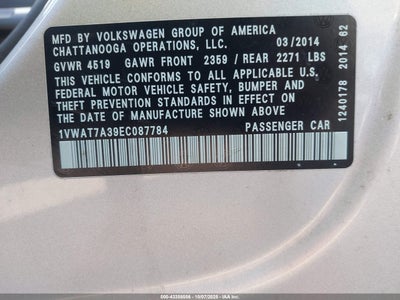 MFD BY VOLKSWAGEN GROUP OF AMERICA
CHATTANOOGA OPERATIONS, LLC. 03/2014
GVWR 4519 GAWR FRONT 2359 / REAR 2271 LBS
THIS VEHICLE CONFORMS TO ALL APPLICABLE U.S.
FEDERAL MOTOR VEHICLE SAFETY, BUMPER AND
THEFT PREVENTION STANDARDS IN EFFECT ON
THE DATE OF MANUFACTURE SHOWN ABOVE
1VWAT7A39EC087784 PASSENGER CAR
1240178 2014 62